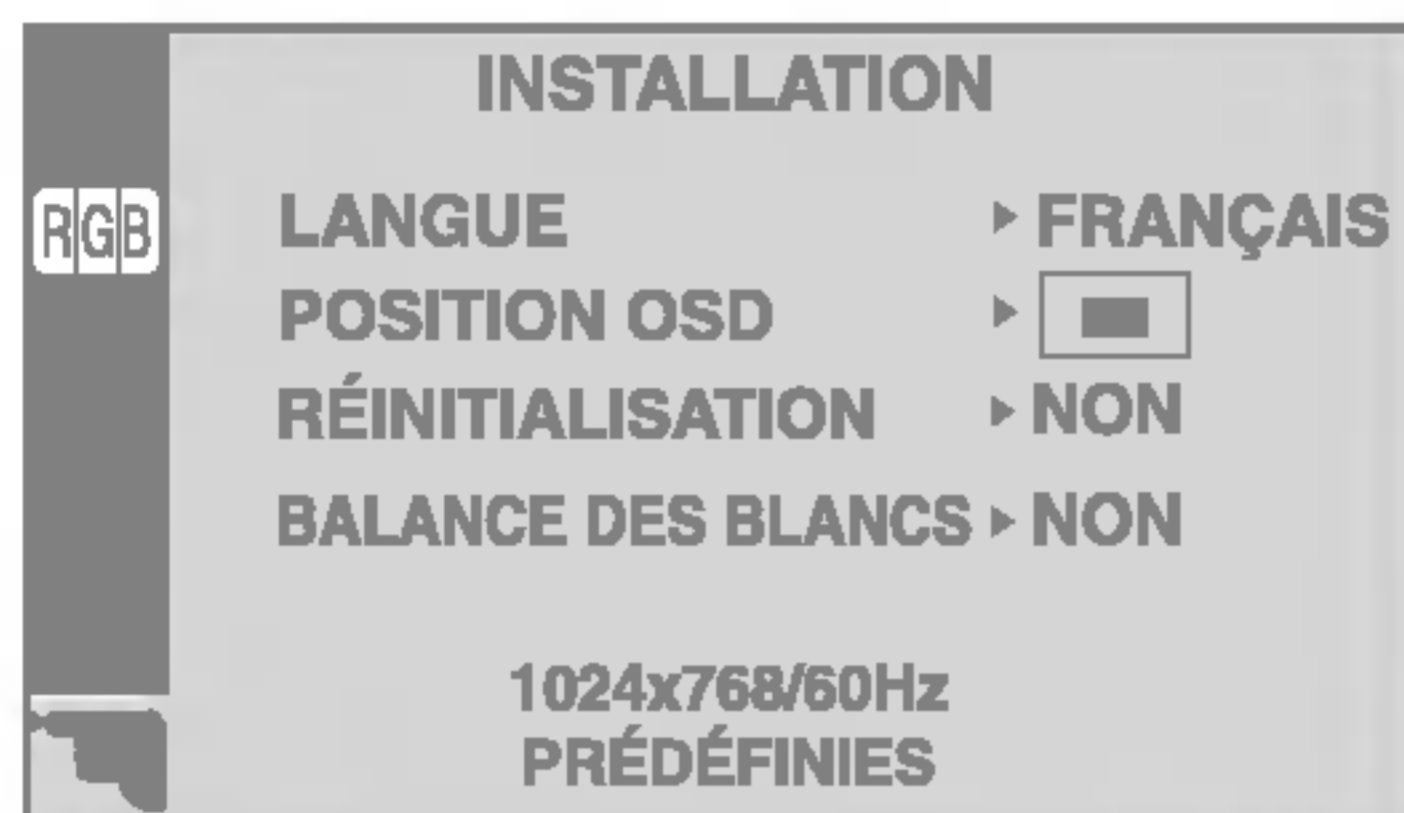 INSTALLATION
RGB
LANGUE FRANÇAIS
POSITION OSD
RÉINITIALISATION NON
BALANCE DES BLANCS NON
1024x768/60Hz
PRÉDÉFINIES